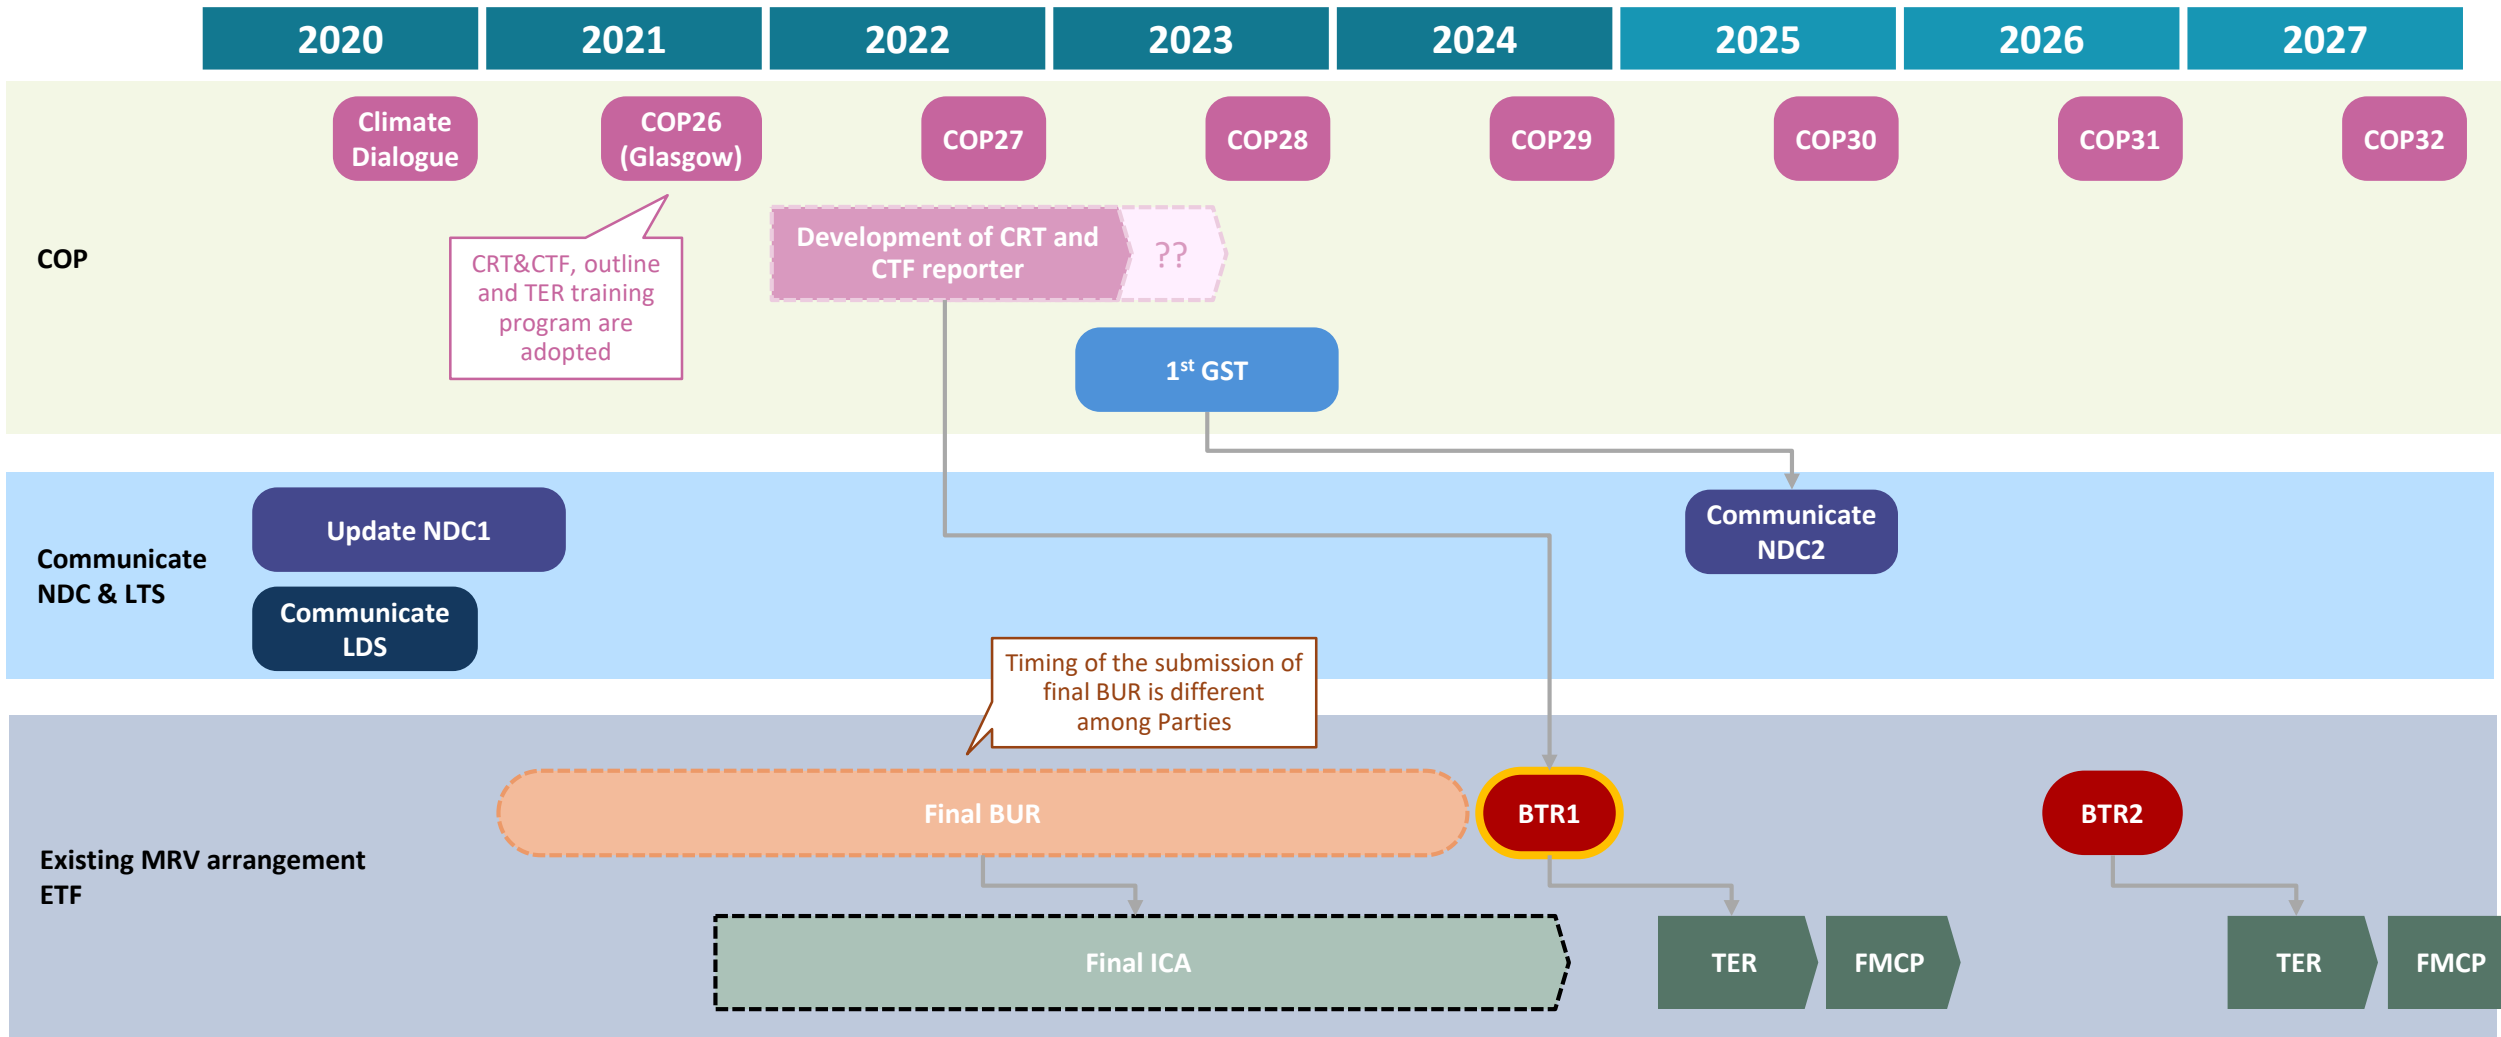 2020
2021
2022
2023
2024
2025
2026
2027
Climate
Dialogue
COP26
(Glasgow)
COP27
COP28
COP29
COP30
COP31
COP32
COP
Development of CRT and
CTF reporter
??
CRT&CTF, outline
and TER training
program are
adopted
1st GST
Communicate
NDC & LTS
Update NDC1
Communicate
NDC2
Communicate
LDS
Timing of the submission of
final BUR is different
among Parties
Existing MRV arrangement
ETF
Final BUR
BTR1
BTR2
Final ICA
TER
FMCP
TER
FMCP